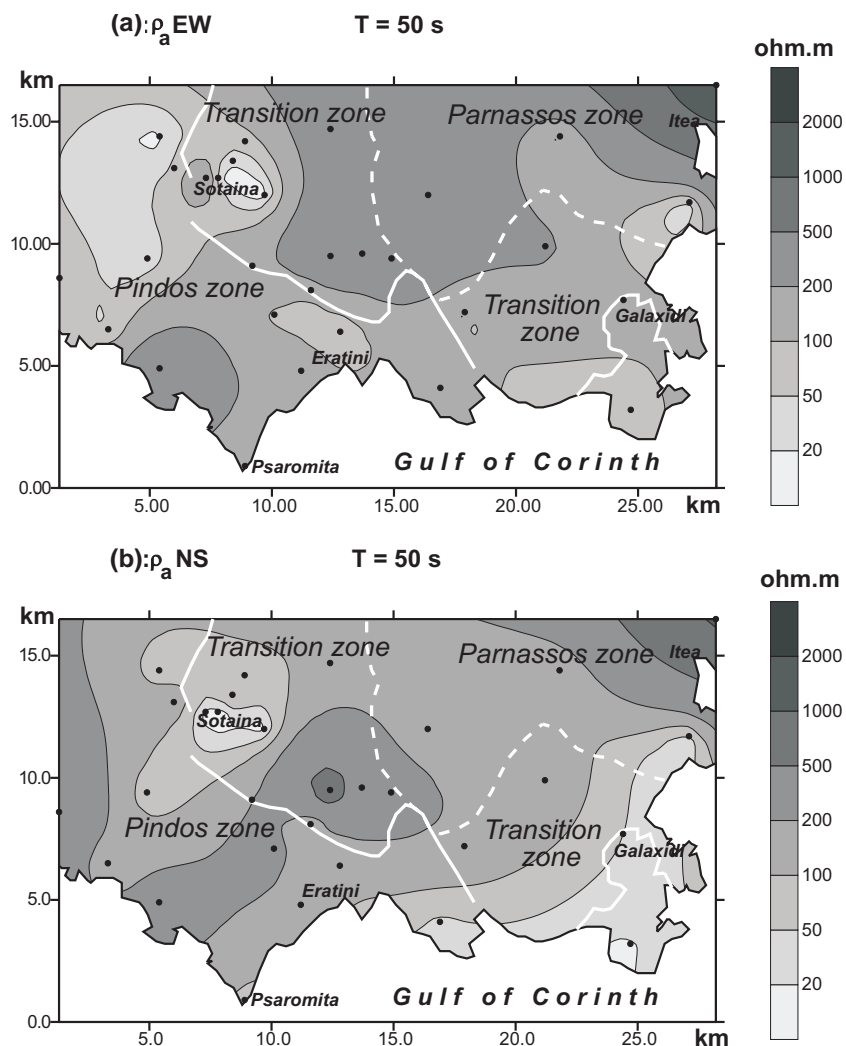 (a):ρa EW T = 50 s
ohm.m
km
15.00
10.00
5.00
0.00
Transition zone
Parnassos zone
Itea
Sotaina
Pindos zone
Transition
zone
Galaxidi
Eratini
Psaromita
Gulf of Corinth
5.00 10.00 15.00 20.00 25.00
km
2000
1000
500
200
100
50
20
(b):ρa NS T = 50 s
ohm.m
km
15.0
10.0
5.0
0.0
Transition zone
Parnassos zone
Itea
Sotaina
Pindos zone
Transition
zone
Galaxidi
Eratini
Psaromita
Gulf of Corinth
5.0 10.0 15.0 20.0 25.0
km
2000
1000
500
200
100
50
20